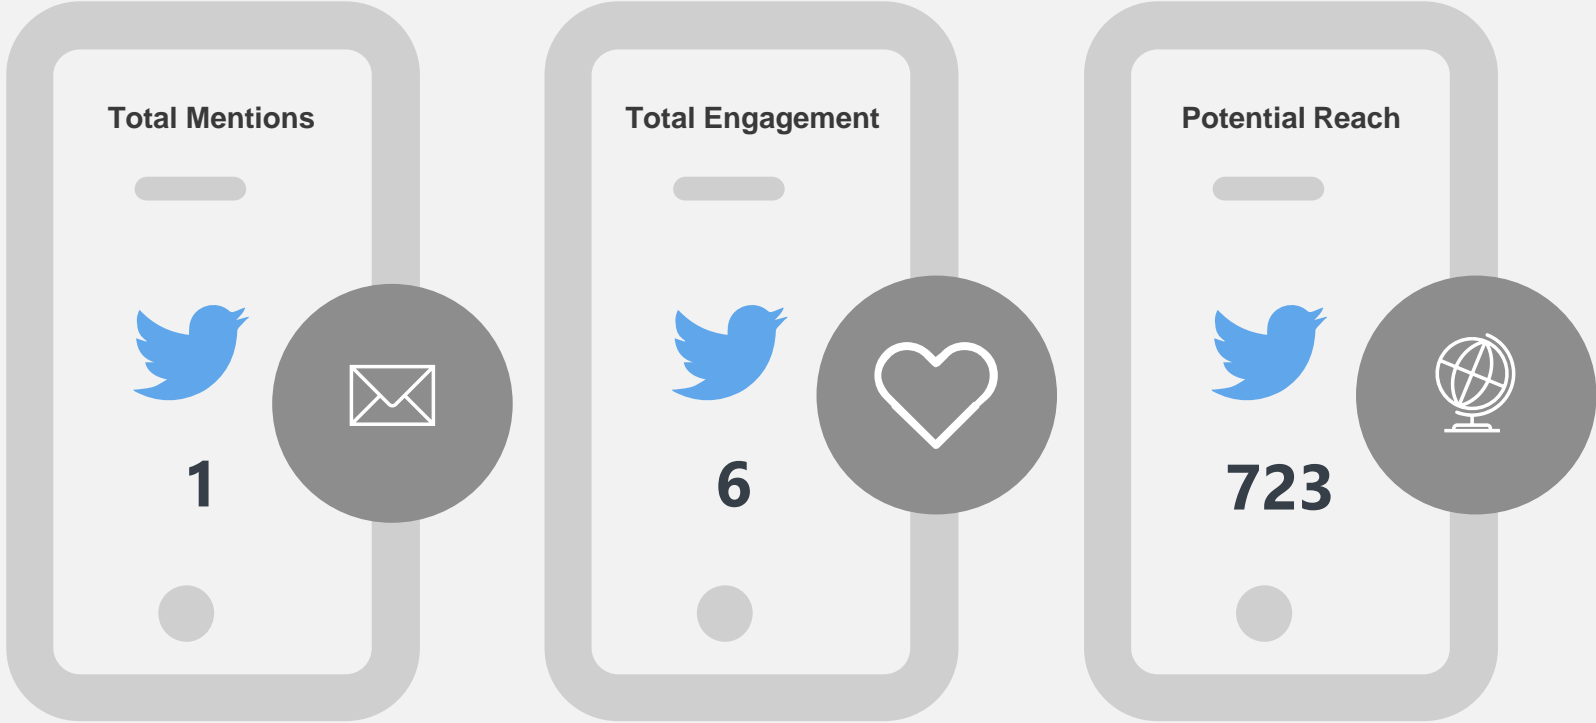 Total Mentions
Total Engagement
Potential Reach
1
6
723